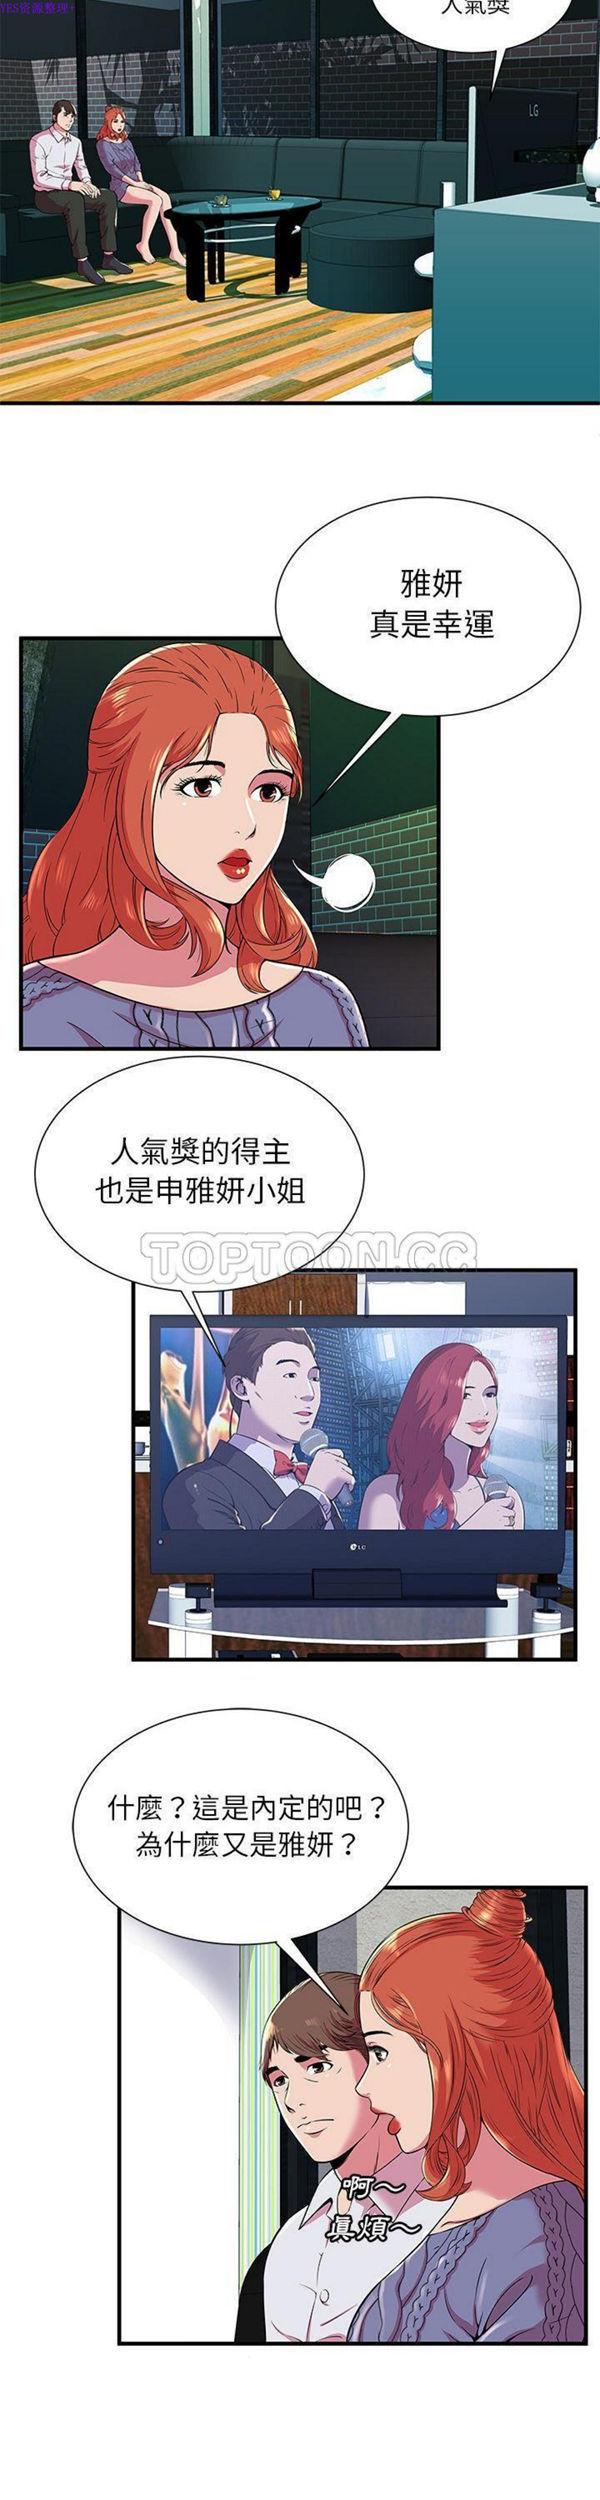 YES资源整理
人氣獎
LG
雅妍
真是幸運
人氣獎的得主
也是申雅妍小姐
TOPTOON.CC
LG
什麼？這是內定的吧？
為什麼又是雅妍？
啊～
真煩～